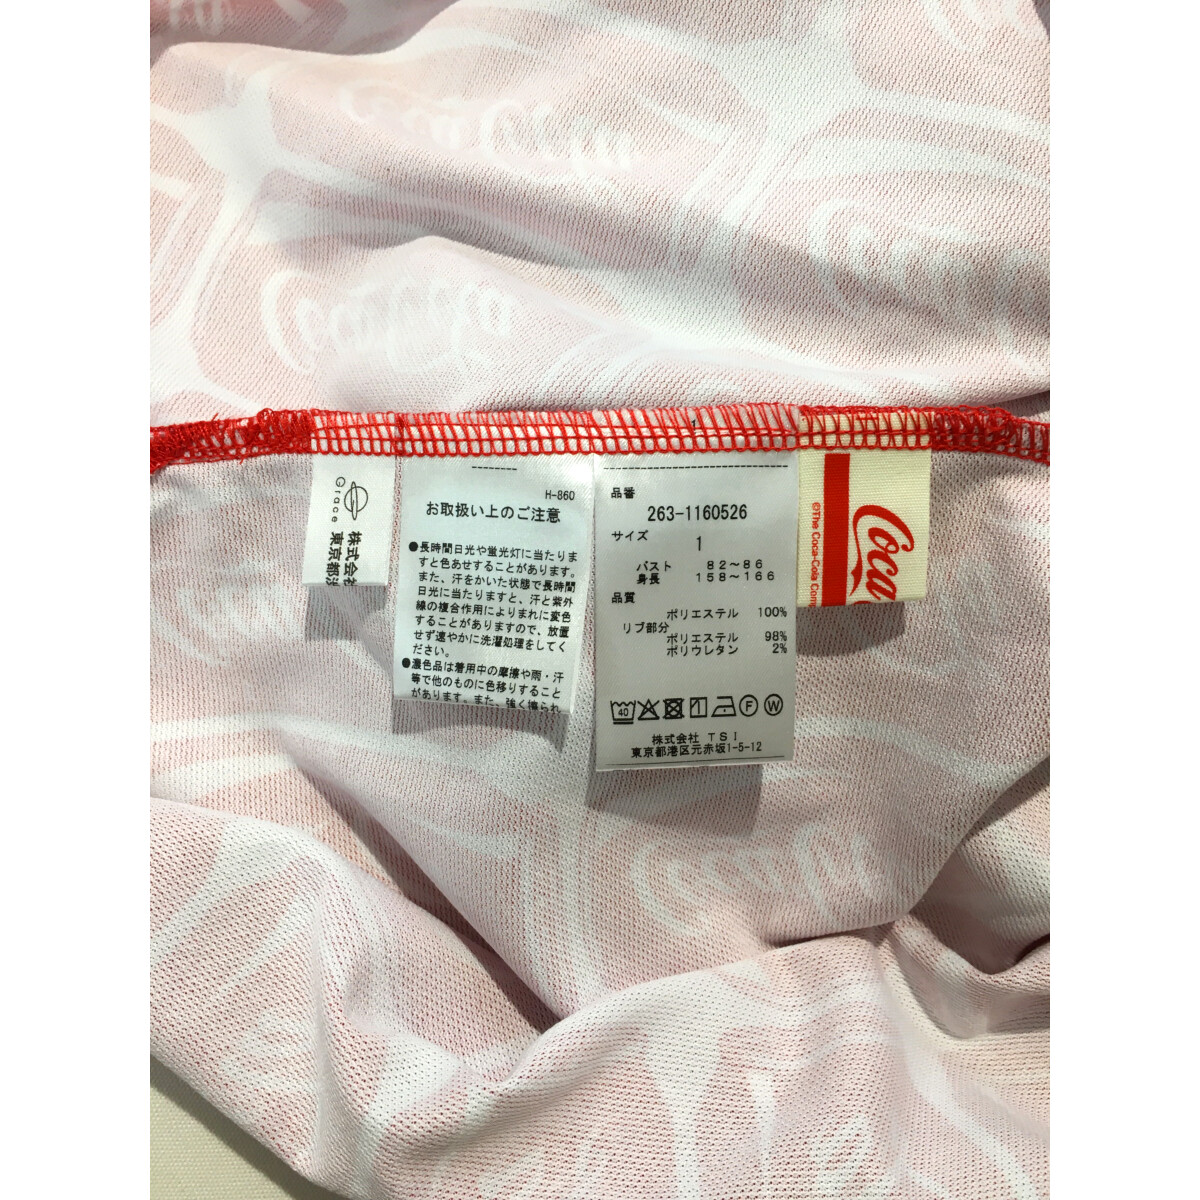 Coca-Cola
Coca-Cola
Grace
株式会社
東京都港
H-860
お取扱い上のご注意
●長時間日光や蛍光灯に当たりま
すと色あせすることがあります。
また、汗をかいた状態で長時間
日光に当たりますと、汗と紫外
線の複合作用によりまれに変色
することがありますので、放置
せず速やかに洗濯処理をしてく
ださい。
●濃色品は着用中の摩擦や雨・汗
等で他のものに色移りすること
があります。また、強く擦られ
品番
263-1160526
サイズ
1
バスト 82～86
身長 158～166
品質
ポリエステル 100%
リブ部分
ポリエステル 98%
ポリウレタン 2%
40
F W
株式会社 TSI
東京都港区元赤坂1-5-12
Coca
©The Coca-Cola Com